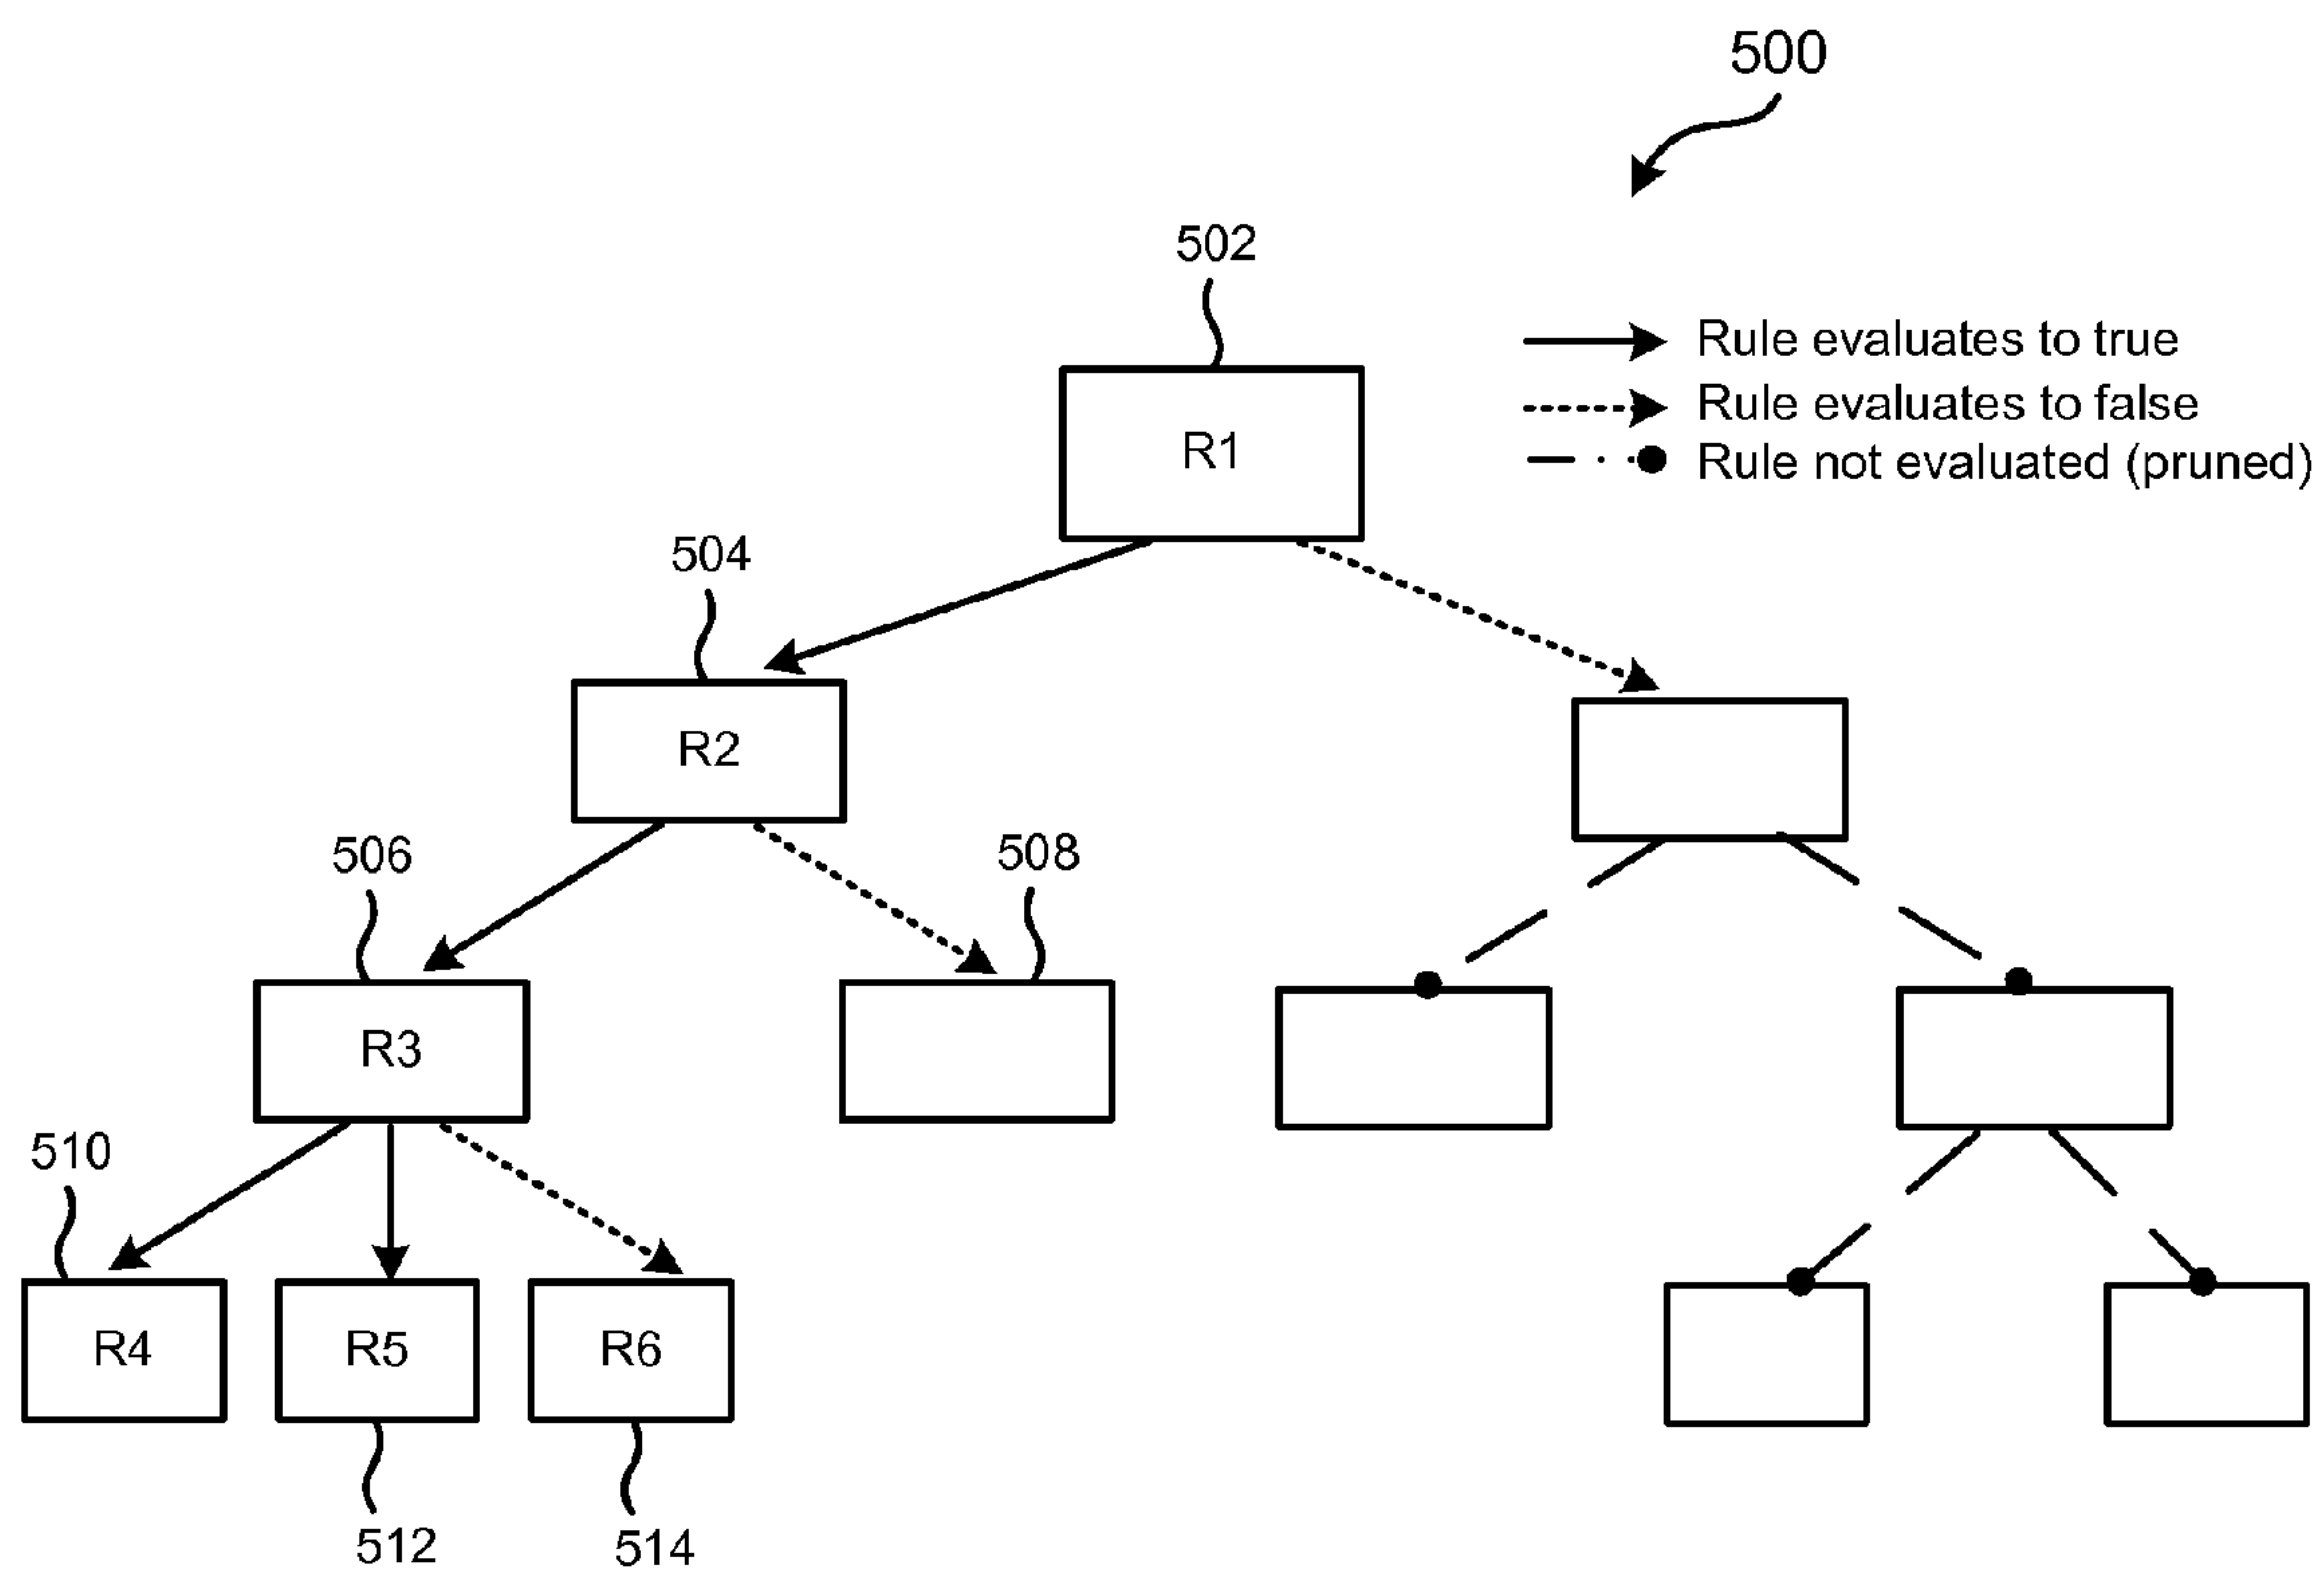 500
502
Rule evaluates to true
Rule evaluates to false
Rule not evaluated (pruned)
R1
504
R2
506
508
R3
510
R4
R5
R6
512
514